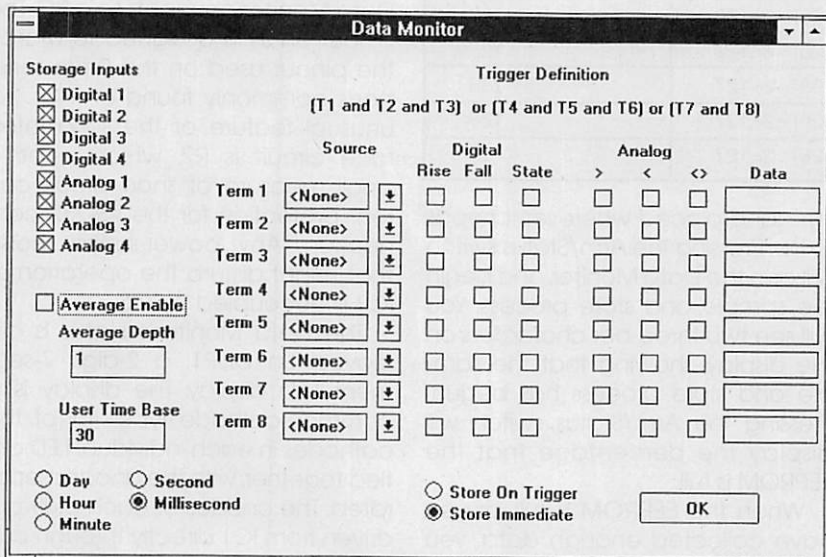 Data Monitor
Storage Inputs
Digital 1
Digital 2
Digital 3
Digital 4
Analog 1
Analog 2
Analog 3
Analog 4
Average Enable
Average Depth
1
User Time Base
30
Day
Hour
Minute
Second
Millisecond
Trigger Definition
(T1 and T2 and T3) or (T4 and T5 and T6) or (T7 and T8)
Source Digital Analog
Rise Fall State > < <> Data
Term 1 <None>
Term 2 <None>
Term 3 <None>
Term 4 <None>
Term 5 <None>
Term 6 <None>
Term 7 <None>
Term 8 <None>
Store On Trigger
Store Immediate
OK